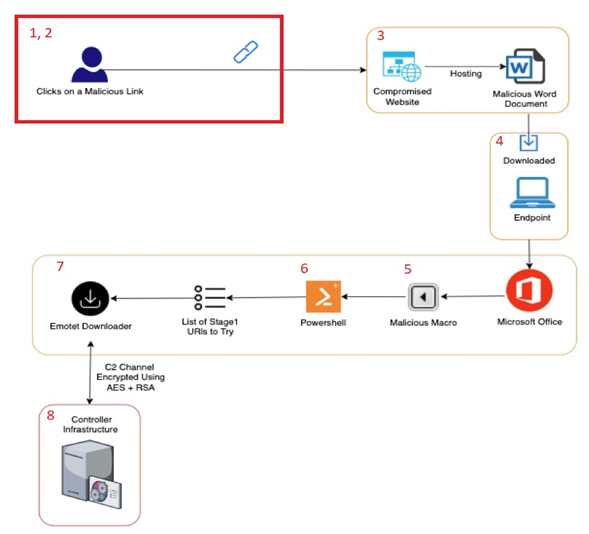 1, 2
Clicks on a Malicious Link
3
Compromised
Website
Hosting
W
Malicious Word
Document
4
Downloaded
Endpoint
7
6
5
Emotet Downloader
List of Stage1
URIs to Try
Powershell
Malicious Macro
Microsoft Office
C2 Channel
Encrypted Using
AES + RSA
8
Controller
Infrastructure